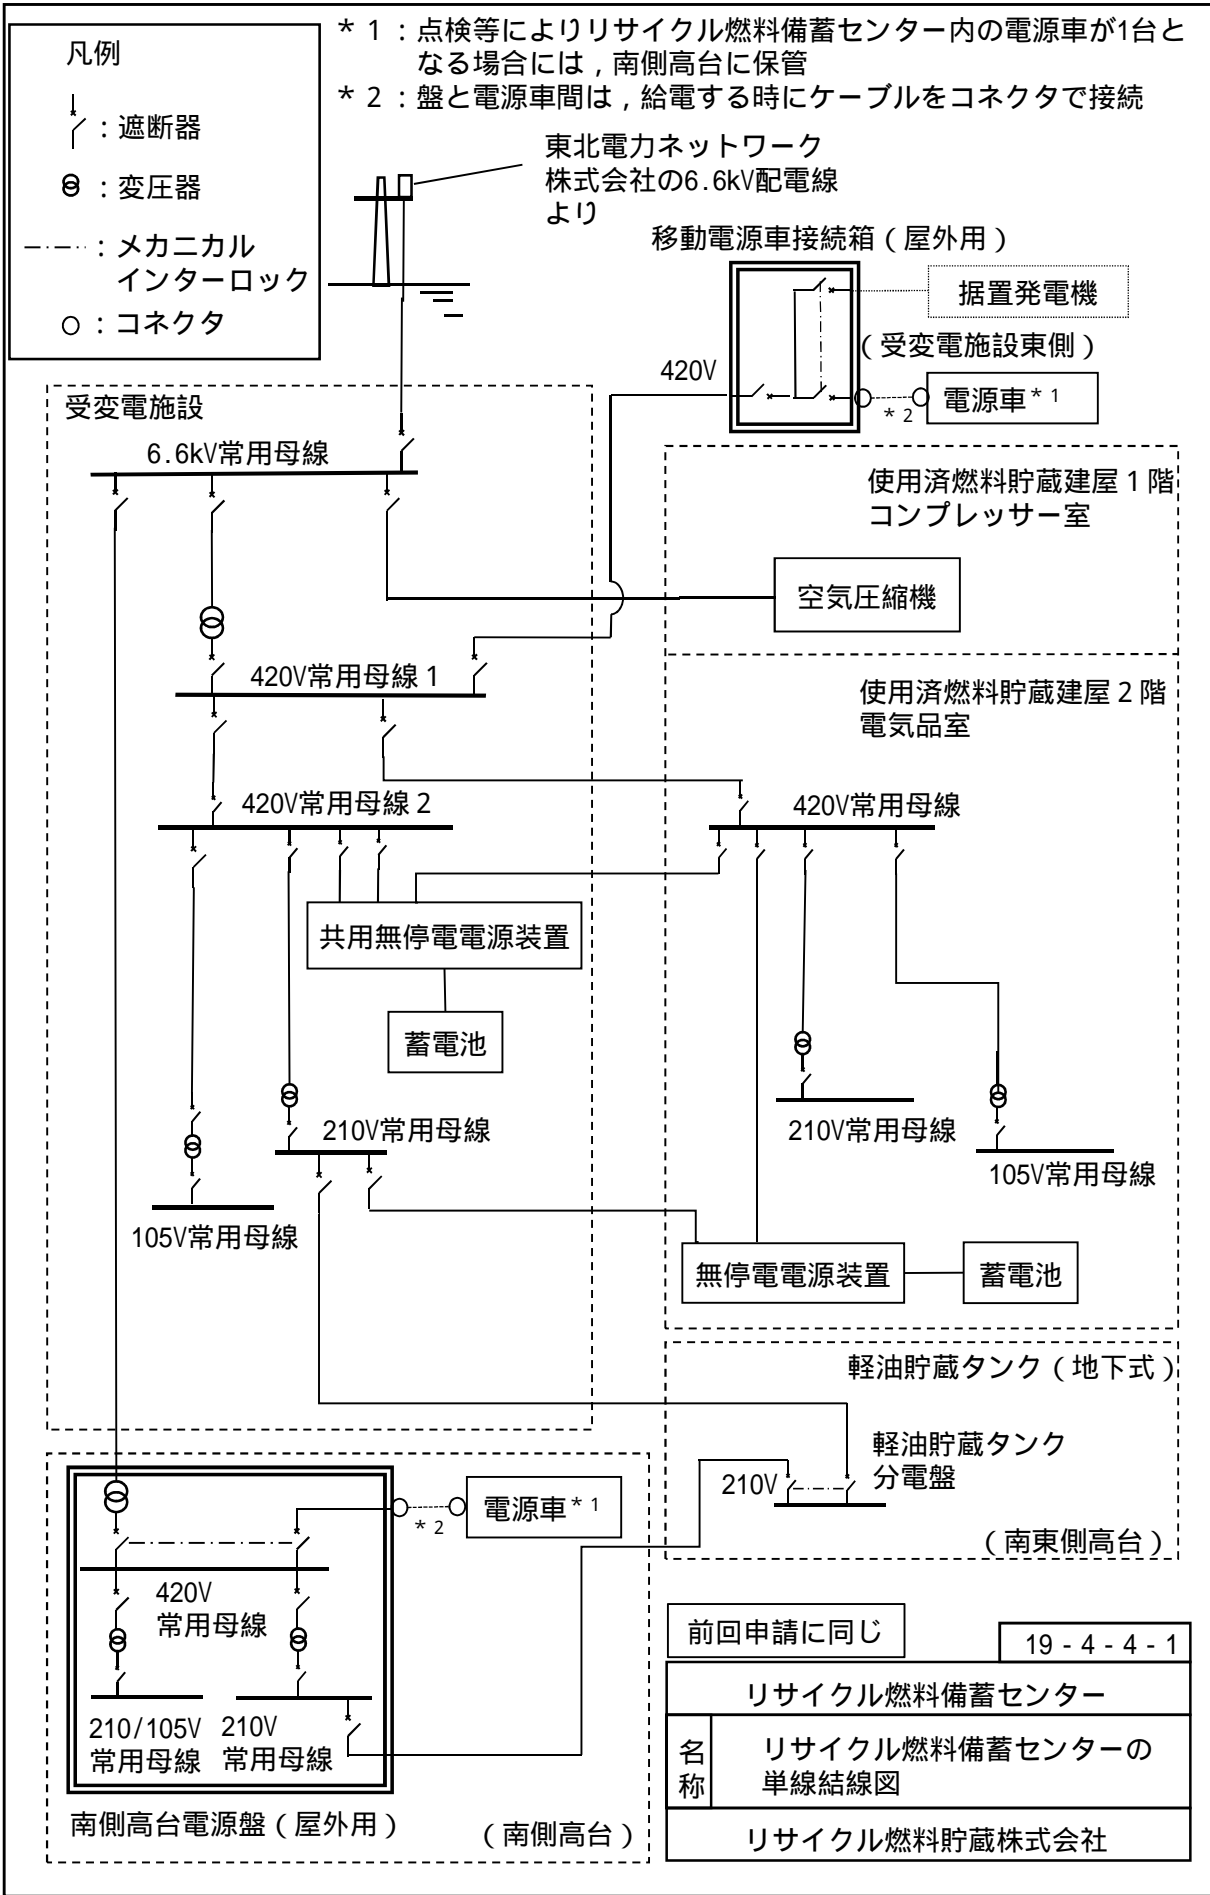 凡例
：遮断器
：変圧器
：メカニカル
インターロック
：コネクタ
＊1：点検等によりリサイクル燃料備蓄センター内の電源車が1台と
なる場合には，南側高台に保管
＊2：盤と電源車間は，給電する時にケーブルをコネクタで接続
東北電力ネットワーク
株式会社の6.6kV配電線
より
移動電源車接続箱（屋外用）
据置発電機
（受変電施設東側）
420V
電源車＊1
＊2
受変電施設
6.6kV常用母線
使用済燃料貯蔵建屋1階
コンプレッサー室
空気圧縮機
420V常用母線1
使用済燃料貯蔵建屋2階
電気品室
420V常用母線2
420V常用母線
共用無停電電源装置
蓄電池
210V常用母線
210V常用母線
105V常用母線
105V常用母線
無停電電源装置
蓄電池
軽油貯蔵タンク（地下式）
軽油貯蔵タンク
分電盤
210V
（南東側高台）
電源車＊1
＊2
420V
常用母線
210/105V
常用母線
210V
常用母線
南側高台電源盤（屋外用）
（南側高台）
前回申請に同じ
19-4-4-1
リサイクル燃料備蓄センター
名称
リサイクル燃料備蓄センターの
単線結線図
リサイクル燃料貯蔵株式会社